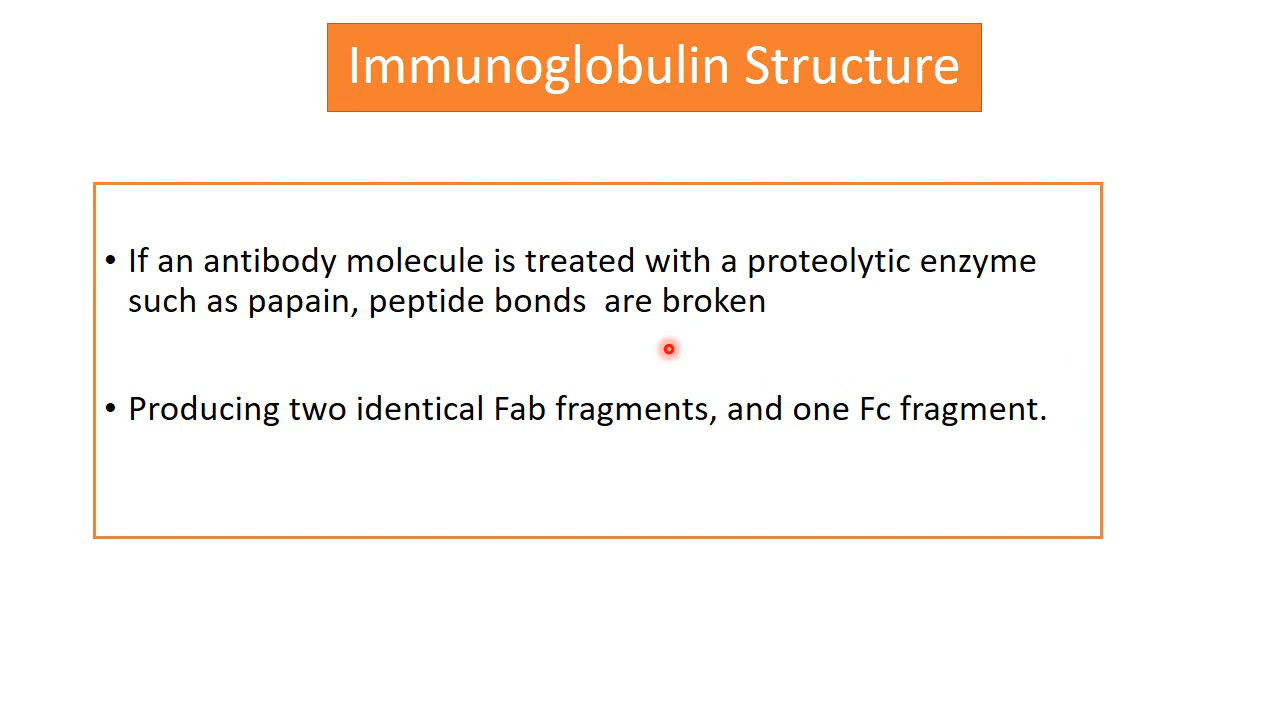 Immunoglobulin Structure
• If an antibody molecule is treated with a proteolytic enzyme
such as papain, peptide bonds  are broken
• Producing two identical Fab fragments, and one Fc fragment.